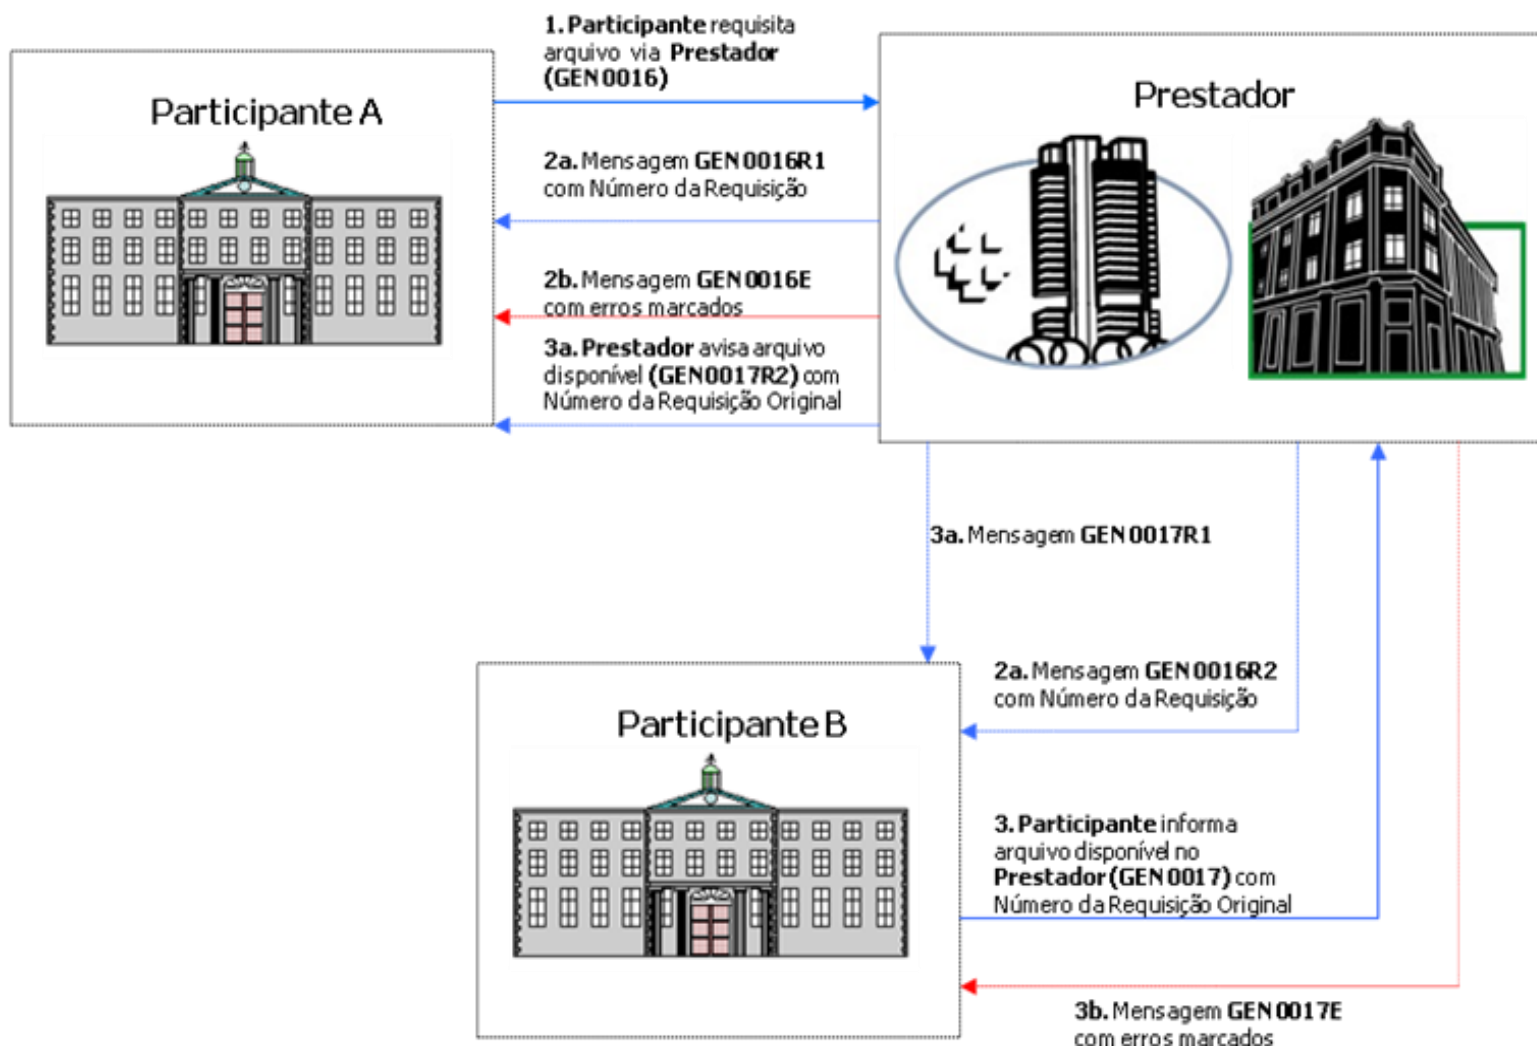 1. Participante requisita
arquivo via Prestador
(GEN0016)
Participante A
Prestador
2a. Mensagem GEN0016R1
com Número da Requisição
2b. Mensagem GEN0016E
com erros marcados
3a. Prestador avisa arquivo
disponível (GEN0017R2) com
Número da Requisição Original
3a. Mensagem GEN0017R1
Participante B
2a. Mensagem GEN0016R2
com Número da Requisição
3. Participante informa
arquivo disponível no
Prestador (GEN0017) com
Número da Requisição Original
3b. Mensagem GEN0017E
com erros marcados